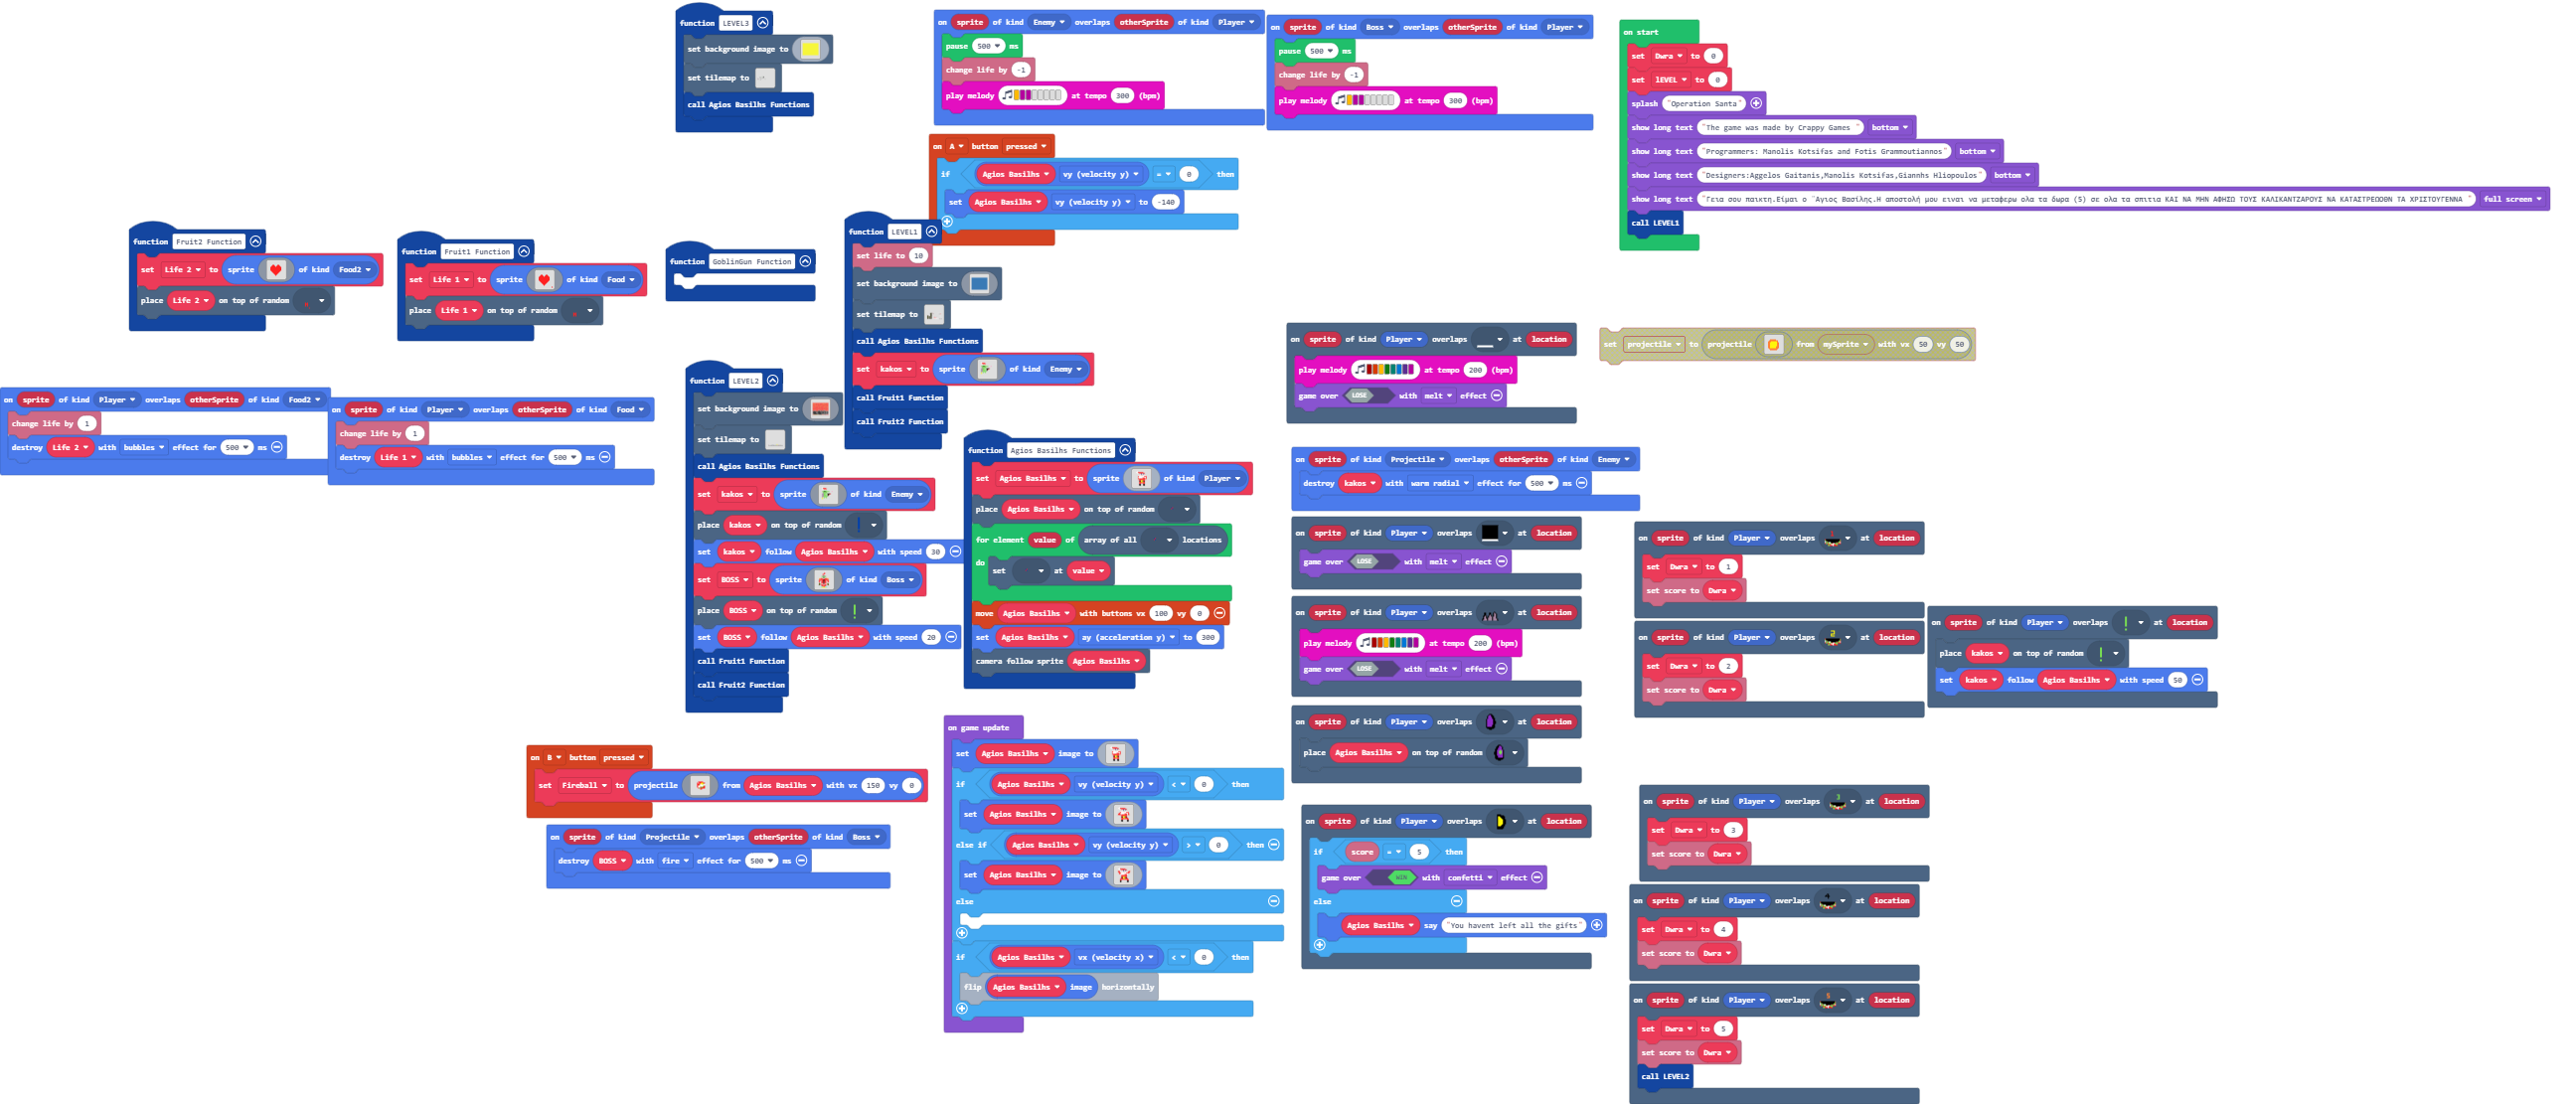 function LEVEL3
set background image to
set tilemap to
call Agios Basilhs Functions
on sprite of kind Enemy overlaps otherSprite of kind Player
pause 500 ms
change life by -1
play melody at tempo 300 (bpm)
on sprite of kind Boss overlaps otherSprite of kind Player
pause 500 ms
change life by -1
play melody at tempo 300 (bpm)
on start
set Dwra to 0
set lEVEL to 0
splash "Operation Santa"
show long text "The game was made by Crappy Games " bottom
show long text "Programmers: Manolis Kotsifas and Fotis Grammoutiannos" bottom
show long text "Designers:Aggelos Gaitanis,Manolis Kotsifas,Giannhs Hliopoulos" bottom
show long text "Γεια σου παικτη.Ειμαι ο ΄Αγιος Βασίλης.Η αποστολή μου ειναι να μεταφερω ολα τα δωρα (5) σε ολα τα σπιτια ΚΑΙ ΝΑ ΜΗΝ ΑΦΗΣΩ ΤΟΥΣ ΚΑΛΙΚΑΝΤΖΑΡΟΥΣ ΝΑ ΚΑΤΑΣΤΡΕΟΩΘΝ ΤΑ ΧΡΙΣΤΟΥΓΕΝΝΑ " full screen
call LEVEL1
on A button pressed
if Agios Basilhs vy (velocity y) = 0 then
set Agios Basilhs vy (velocity y) to -140
function Fruit2 Function
set Life 2 to sprite of kind Food2
place Life 2 on top of random
function Fruit1 Function
set Life 1 to sprite of kind Food
place Life 1 on top of random
function GoblinGun Function
function LEVEL1
set life to 10
set background image to
set tilemap to
call Agios Basilhs Functions
set kakos to sprite of kind Enemy
call Fruit1 Function
call Fruit2 Function
on sprite of kind Player overlaps at location
play melody at tempo 200 (bpm)
game over LOSE with melt effect
set projectile to projectile from mySprite with vx 50 vy 50
on sprite of kind Player overlaps otherSprite of kind Food2
change life by 1
destroy Life 2 with bubbles effect for 500 ms
on sprite of kind Player overlaps otherSprite of kind Food
change life by 1
destroy Life 1 with bubbles effect for 500 ms
function LEVEL2
set background image to
set tilemap to
call Agios Basilhs Functions
set kakos to sprite of kind Enemy
place kakos on top of random
set kakos follow Agios Basilhs with speed 30
set BOSS to sprite of kind Boss
place BOSS on top of random
set BOSS follow Agios Basilhs with speed 20
call Fruit1 Function
call Fruit2 Function
function Agios Basilhs Functions
set Agios Basilhs to sprite of kind Player
place Agios Basilhs on top of random
for element value of array of all locations
do
set at value
move Agios Basilhs with buttons vx 100 vy 0
set Agios Basilhs ay (acceleration y) to 300
camera follow sprite Agios Basilhs
on sprite of kind Projectile overlaps otherSprite of kind Enemy
destroy kakos with warm radial effect for 500 ms
on sprite of kind Player overlaps at location
game over LOSE with melt effect
on sprite of kind Player overlaps at location
play melody at tempo 200 (bpm)
game over LOSE with melt effect
on sprite of kind Player overlaps at location
place Agios Basilhs on top of random
on sprite of kind Player overlaps 1 at location
set Dwra to 1
set score to Dwra
on sprite of kind Player overlaps 2 at location
set Dwra to 2
set score to Dwra
on sprite of kind Player overlaps at location
place kakos on top of random
set kakos follow Agios Basilhs with speed 50
on B button pressed
set Fireball to projectile from Agios Basilhs with vx 150 vy 0
on sprite of kind Projectile overlaps otherSprite of kind Boss
destroy BOSS with fire effect for 500 ms
on game update
set Agios Basilhs image to
if Agios Basilhs vy (velocity y) < 0 then
set Agios Basilhs image to
else if Agios Basilhs vy (velocity y) > 0 then
set Agios Basilhs image to
else
if Agios Basilhs vx (velocity x) < 0 then
flip Agios Basilhs image horizontally
on sprite of kind Player overlaps at location
if score = 5 then
game over WIN with confetti effect
else
Agios Basilhs say "You havent left all the gifts"
on sprite of kind Player overlaps 3 at location
set Dwra to 3
set score to Dwra
on sprite of kind Player overlaps at location
set Dwra to 4
set score to Dwra
on sprite of kind Player overlaps 5 at location
set Dwra to 5
set score to Dwra
call LEVEL2